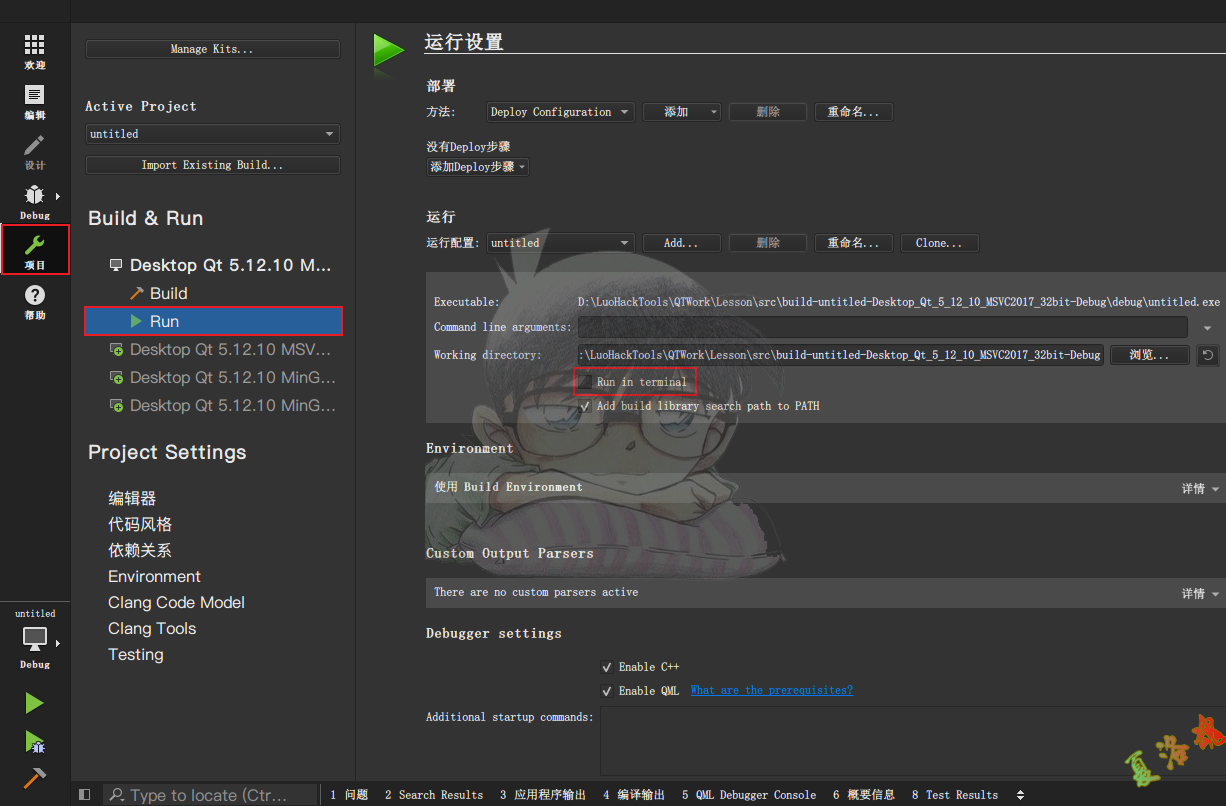 欢迎
编辑
设计
Debug
项目
帮助
untitled
Debug
Manage Kits...
Active Project
untitled
Import Existing Build...
Build & Run
Desktop Qt 5.12.10 M...
Build
Run
Desktop Qt 5.12.10 MSV...
Desktop Qt 5.12.10 MinG...
Desktop Qt 5.12.10 MinG...
Project Settings
编辑器
代码风格
依赖关系
Environment
Clang Code Model
Clang Tools
Testing
运行设置
部署
方法: Deploy Configuration 添加 删除 重命名...
没有Deploy步骤
添加Deploy步骤
运行
运行配置: untitled Add... 删除 重命名... Clone...
Executable: D:\LuoHackTools\QTWork\Lesson\src\build-untitled-Desktop_Qt_5_12_10_MSVC2017_32bit-Debug\debug\untitled.exe
Command line arguments:
Working directory: :\LuoHackTools\QTWork\Lesson\src\build-untitled-Desktop_Qt_5_12_10_MSVC2017_32bit-Debug 浏览...
Run in terminal
Add build library search path to PATH
Environment
使用 Build Environment 详情
Custom Output Parsers
There are no custom parsers active 详情
Debugger settings
Enable C++
Enable QML What are the prerequisites?
Additional startup commands:
Type to locate (Ctr... 1 问题 2 Search Results 3 应用程序输出 4 编译输出 5 QML Debugger Console 6 概要信息 8 Test Results